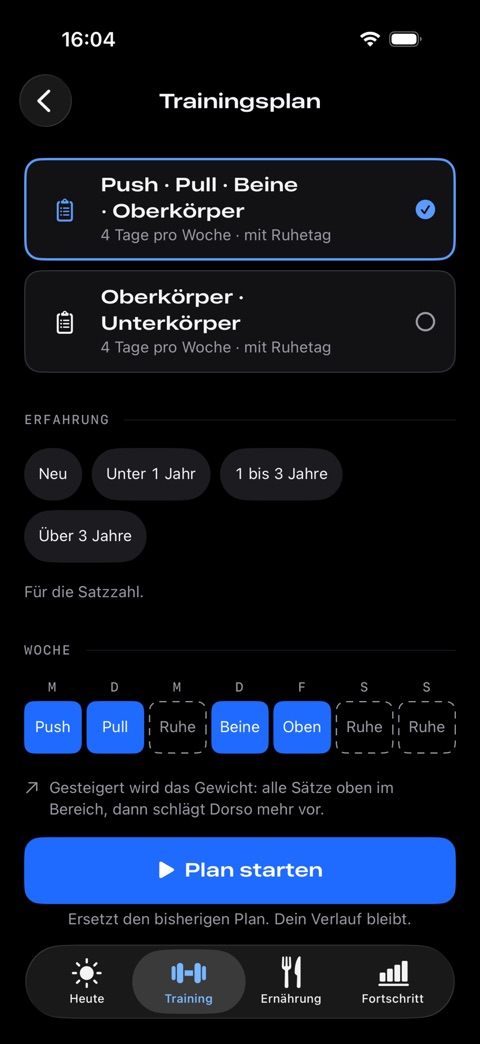 16:04
Trainingsplan
Push · Pull · Beine
· Oberkörper
4 Tage pro Woche · mit Ruhetag
Oberkörper ·
Unterkörper
4 Tage pro Woche · mit Ruhetag
ERFAHRUNG
Neu
Unter 1 Jahr
1 bis 3 Jahre
Über 3 Jahre
Für die Satzzahl.
WOCHE
M D M D F S S
Push Pull Ruhe Beine Oben Ruhe Ruhe
Gesteigert wird das Gewicht: alle Sätze oben im
Bereich, dann schlägt Dorso mehr vor.
Plan starten
Ersetzt den bisherigen Plan. Dein Verlauf bleibt.
Heute Training Ernährung Fortschritt